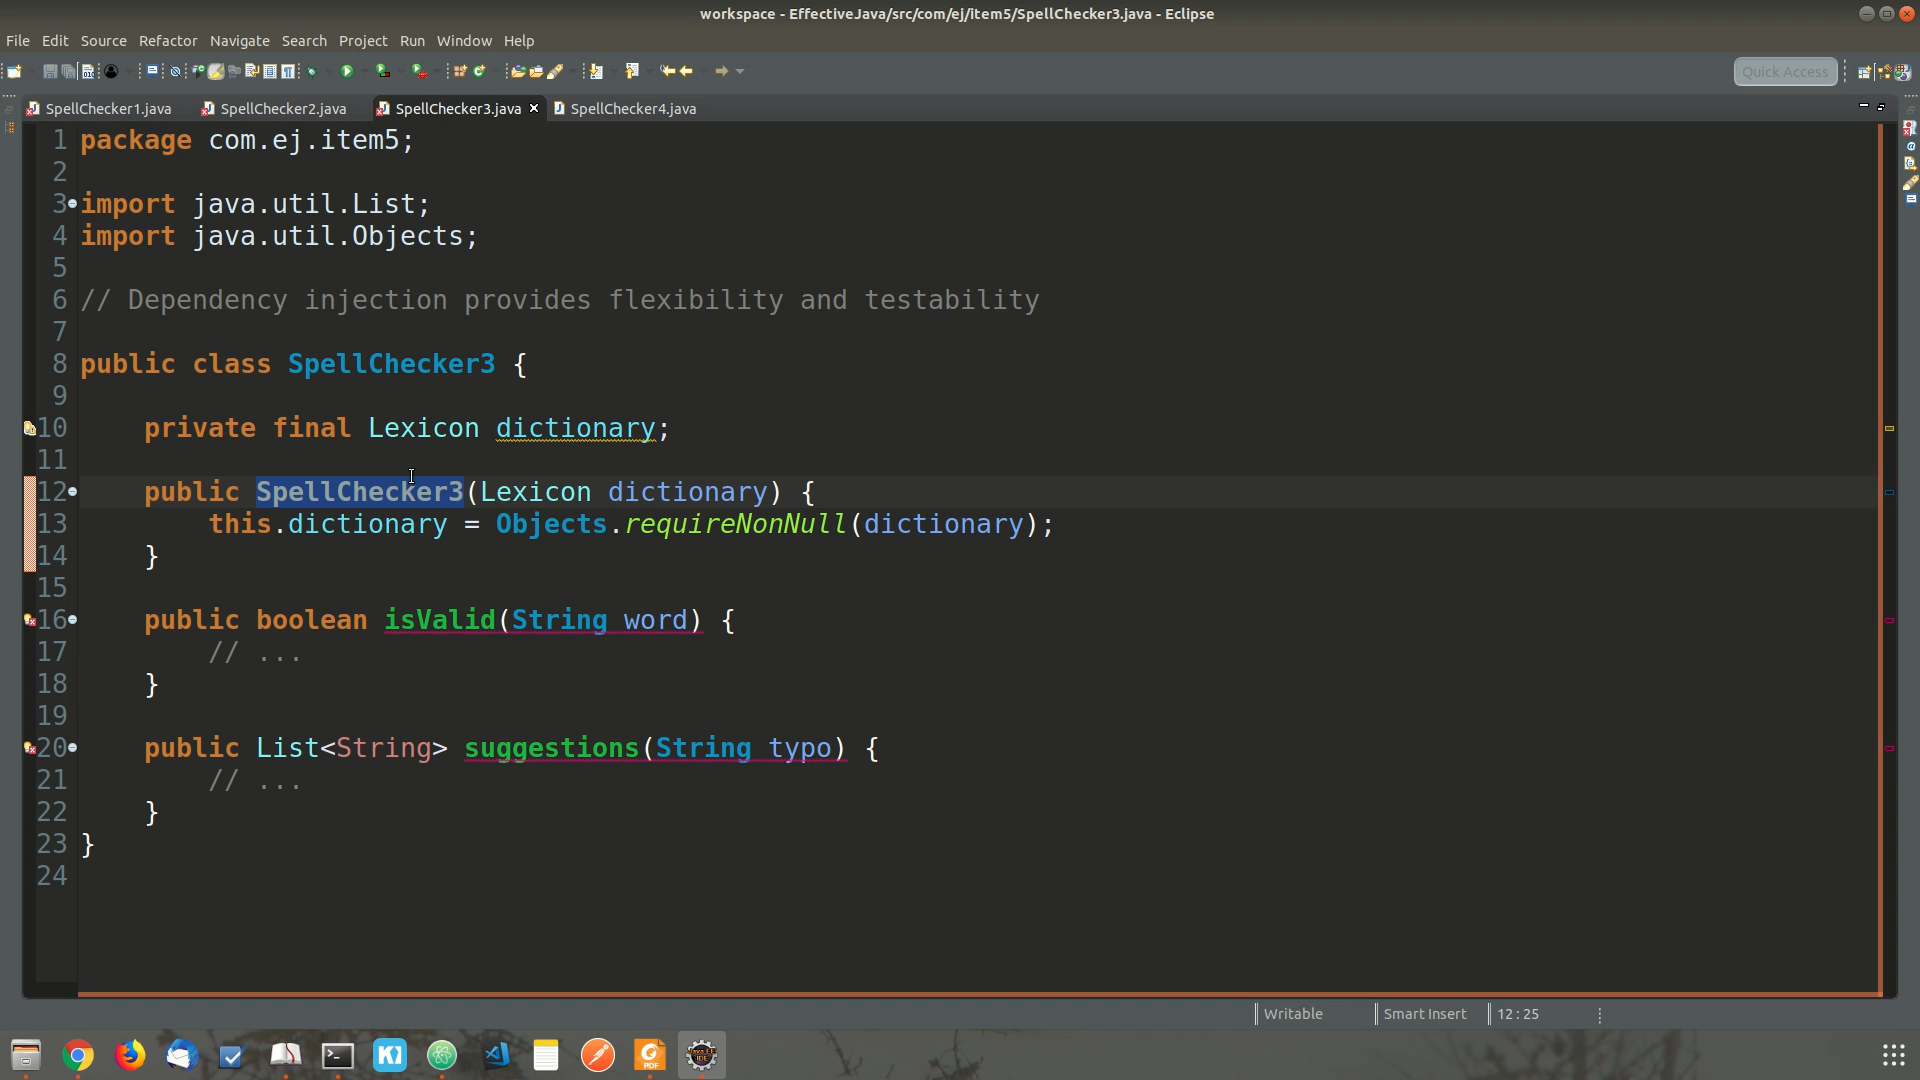 workspace - EffectiveJava/src/com/ej/item5/SpellChecker3.java - Eclipse
File Edit Source Refactor Navigate Search Project Run Window Help
Quick Access
SpellChecker1.java SpellChecker2.java SpellChecker3.java SpellChecker4.java
1 package com.ej.item5;
2
3 import java.util.List;
4 import java.util.Objects;
5
6 // Dependency injection provides flexibility and testability
7
8 public class SpellChecker3 {
9
10 private final Lexicon dictionary;
11
12 public SpellChecker3(Lexicon dictionary) {
13 this.dictionary = Objects.requireNonNull(dictionary);
14 }
15
16 public boolean isValid(String word) {
17 // ...
18 }
19
20 public List<String> suggestions(String typo) {
21 // ...
22 }
23 }
24
Writable Smart Insert 12:25